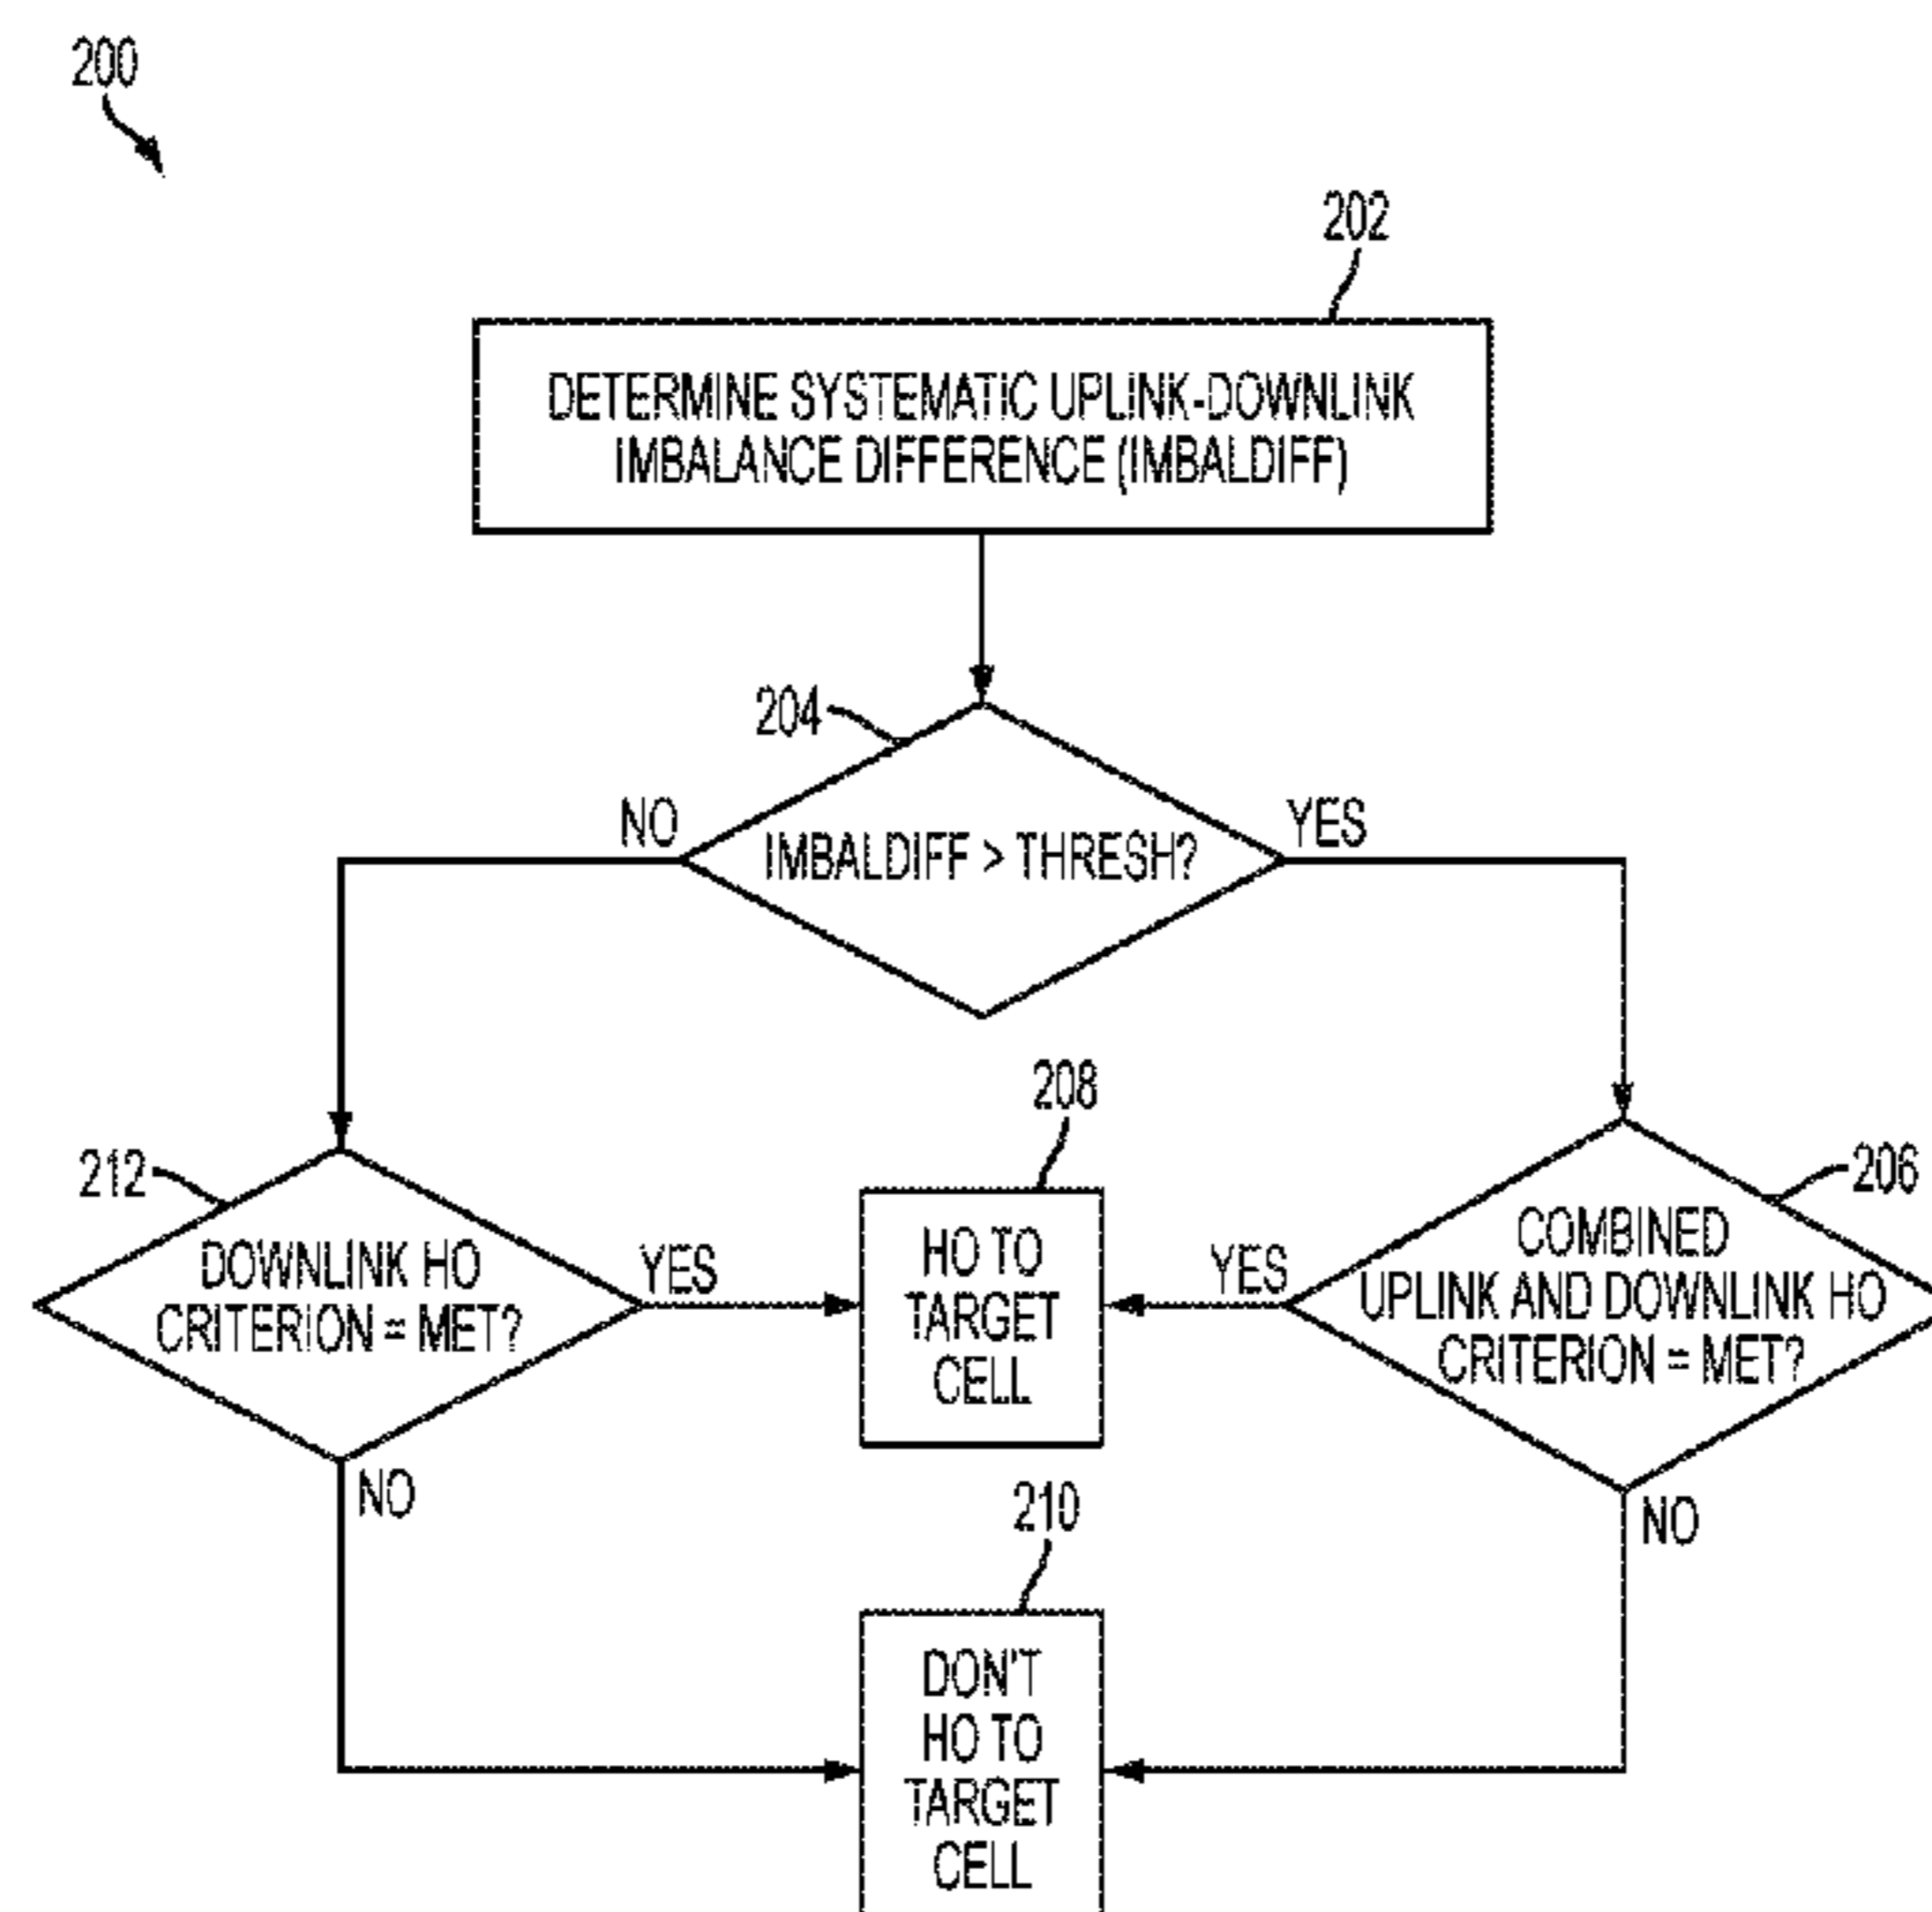 200
202
DETERMINE SYSTEMATIC UPLINK-DOWNLINK
IMBALANCE DIFFERENCE (IMBALDIFF)
204
NO
IMBALDIFF > THRESH?
YES
208
212
206
DOWNLINK HO
CRITERION = MET?
YES
HO TO
TARGET
CELL
YES
COMBINED
UPLINK AND DOWNLINK HO
CRITERION = MET?
NO
210
NO
DON'T
HO TO
TARGET
CELL